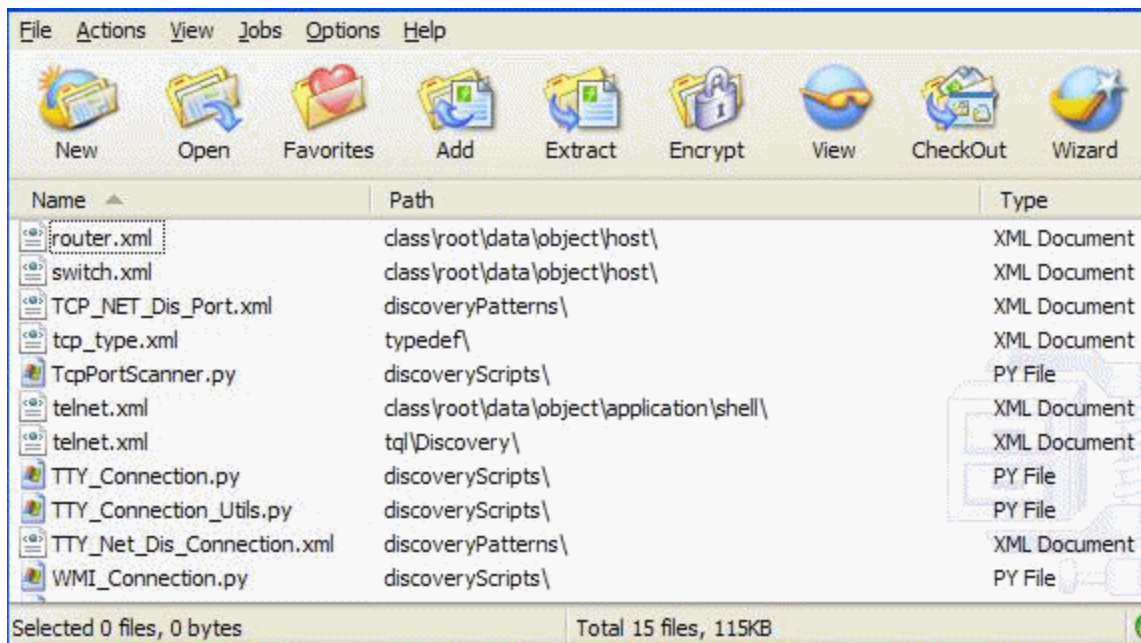 File Actions View Jobs Options Help
New Open Favorites Add Extract Encrypt View CheckOut Wizard
Name Path Type
router.xml class\root\data\object\host\ XML Document
switch.xml class\root\data\object\host\ XML Document
TCP_NET_Dis_Port.xml discoveryPatterns\ XML Document
tcp_type.xml typedef\ XML Document
TcpPortScanner.py discoveryScripts\ PY File
telnet.xml class\root\data\object\application\shell\ XML Document
telnet.xml tql\Discovery\ XML Document
TTY_Connection.py discoveryScripts\ PY File
TTY_Connection_Utils.py discoveryScripts\ PY File
TTY_Net_Dis_Connection.xml discoveryPatterns\ XML Document
WMI_Connection.py discoveryScripts\ PY File
Selected 0 files, 0 bytes Total 15 files, 115KB